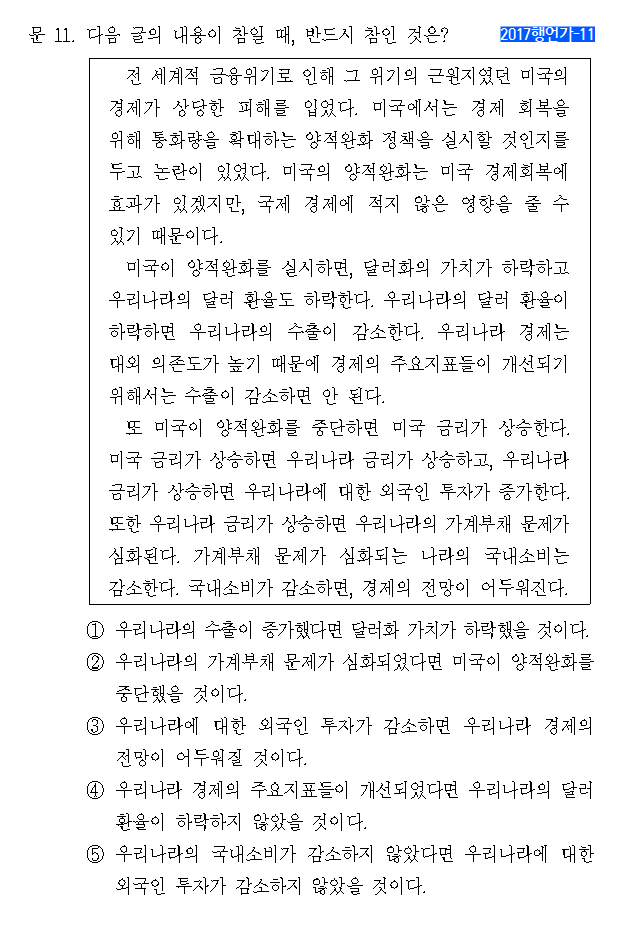 문 11. 다음 글의 내용이 참일 때, 반드시 참인 것은?
2017행언가-11
전 세계적 금융위기로 인해 그 위기의 근원지였던 미국의
경제가 상당한 피해를 입었다. 미국에서는 경제 회복을
위해 통화량을 확대하는 양적완화 정책을 실시할 것인지를
두고 논란이 있었다. 미국의 양적완화는 미국 경제회복에
효과가 있겠지만, 국제 경제에 적지 않은 영향을 줄 수
있기 때문이다.
미국이 양적완화를 실시하면, 달러화의 가치가 하락하고
우리나라의 달러 환율도 하락한다. 우리나라의 달러 환율이
하락하면 우리나라의 수출이 감소한다. 우리나라 경제는
대외 의존도가 높기 때문에 경제의 주요지표들이 개선되기
위해서는 수출이 감소하면 안 된다.
또 미국이 양적완화를 중단하면 미국 금리가 상승한다.
미국 금리가 상승하면 우리나라 금리가 상승하고, 우리나라
금리가 상승하면 우리나라에 대한 외국인 투자가 증가한다.
또한 우리나라 금리가 상승하면 우리나라의 가계부채 문제가
심화된다. 가계부채 문제가 심화되는 나라의 국내소비는
감소한다. 국내소비가 감소하면, 경제의 전망이 어두워진다.
① 우리나라의 수출이 증가했다면 달러화 가치가 하락했을 것이다.
② 우리나라의 가계부채 문제가 심화되었다면 미국이 양적완화를
중단했을 것이다.
③ 우리나라에 대한 외국인 투자가 감소하면 우리나라 경제의
전망이 어두워질 것이다.
④ 우리나라 경제의 주요지표들이 개선되었다면 우리나라의 달러
환율이 하락하지 않았을 것이다.
⑤ 우리나라의 국내소비가 감소하지 않았다면 우리나라에 대한
외국인 투자가 감소하지 않았을 것이다.